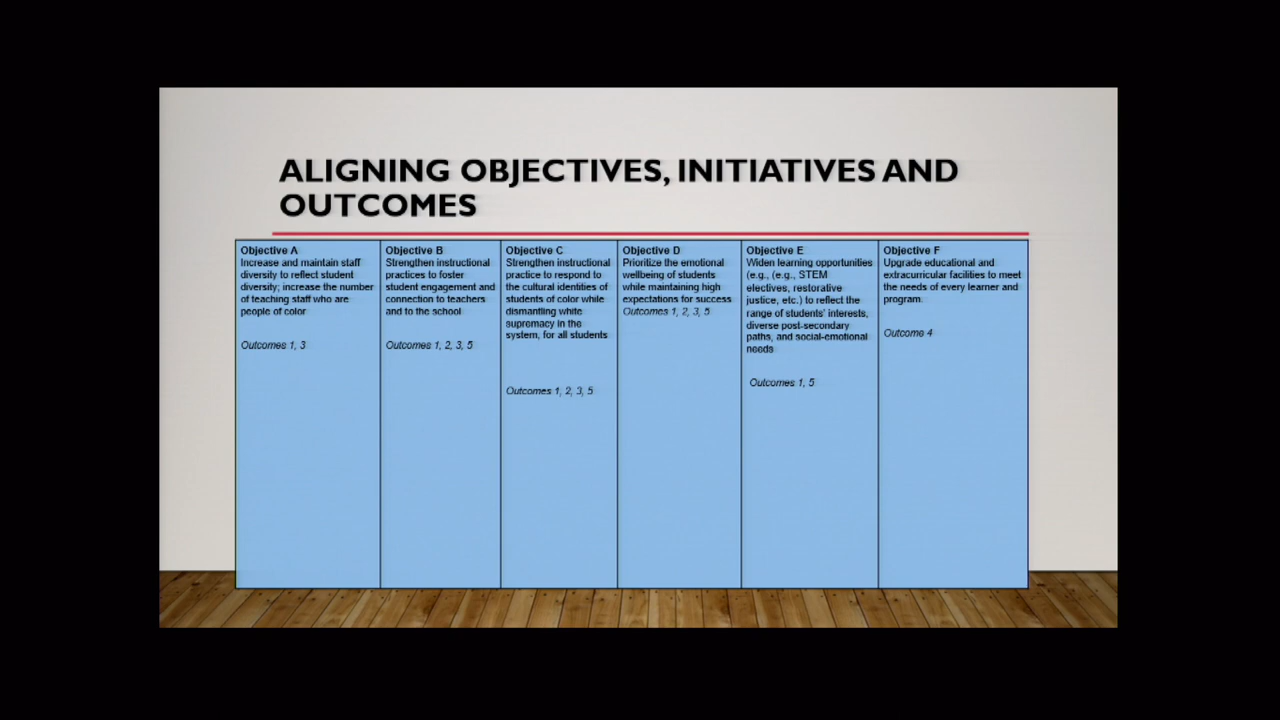 ALIGNING OBJECTIVES, INITIATIVES AND
OUTCOMES
Objective A
Increase and maintain staff
diversity to reflect student
diversity; increase the number
of teaching staff who are
people of color
Outcomes 1, 3
Objective B
Strengthen instructional
practices to foster
student engagement and
connection to teachers
and to the school
Outcomes 1, 2, 3, 5
Objective C
Strengthen instructional
practice to respond to
the cultural identities of
students of color while
dismantling white
supremacy in the
system, for all students
Outcomes 1, 2, 3, 5
Objective D
Prioritize the emotional
wellbeing of students
while maintaining high
expectations for success
Outcomes 1, 2, 3, 5
Objective E
Widen learning opportunities
(e.g., (e.g., STEM
electives, restorative
justice, etc.) to reflect the
range of students' interests,
diverse post-secondary
paths, and social-emotional
needs
Outcomes 1, 5
Objective F
Upgrade educational and
extracurricular facilities to meet
the needs of every learner and
program.
Outcome 4